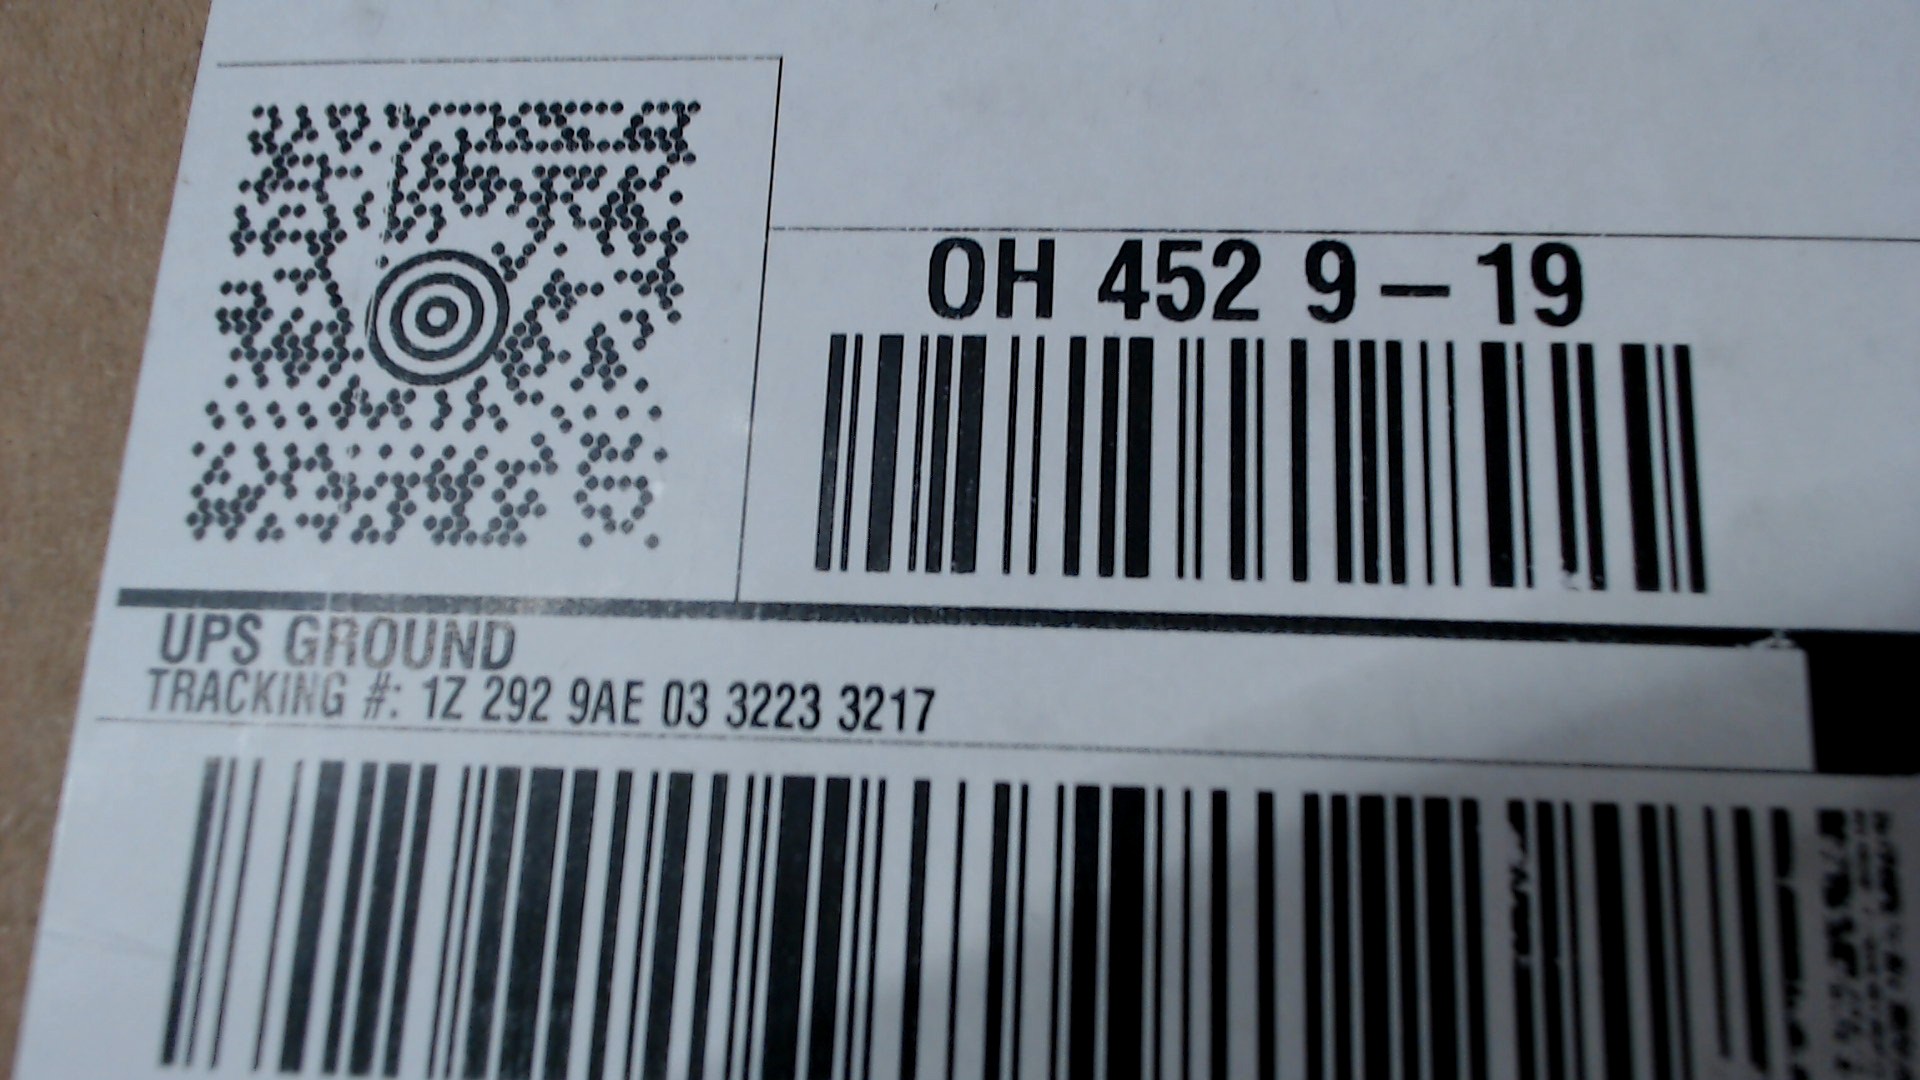 OH 452 9-19
UPS GROUND
TRACKING #: 1Z 292 9AE 03 3223 3217